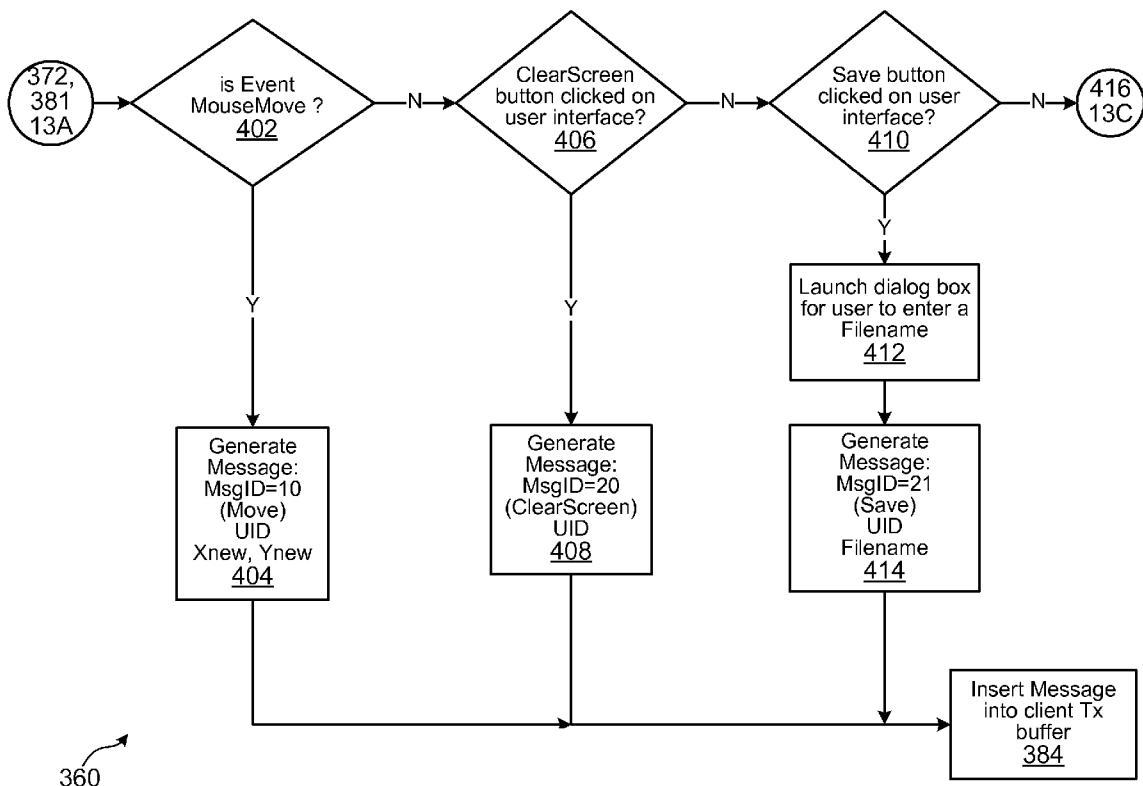 372,
381
13A
is Event
MouseMove ?
402
N
ClearScreen
button clicked on
user interface?
406
N
Save button
clicked on user
interface?
410
N
416
13C
Y
Y
Y
Launch dialog box
for user to enter a
Filename
412
Generate
Message:
MsgID=10
(Move)
UID
Xnew, Ynew
404
Generate
Message:
MsgID=20
(ClearScreen)
UID
408
Generate
Message:
MsgID=21
(Save)
UID
Filename
414
Insert Message
into client Tx
buffer
384
360